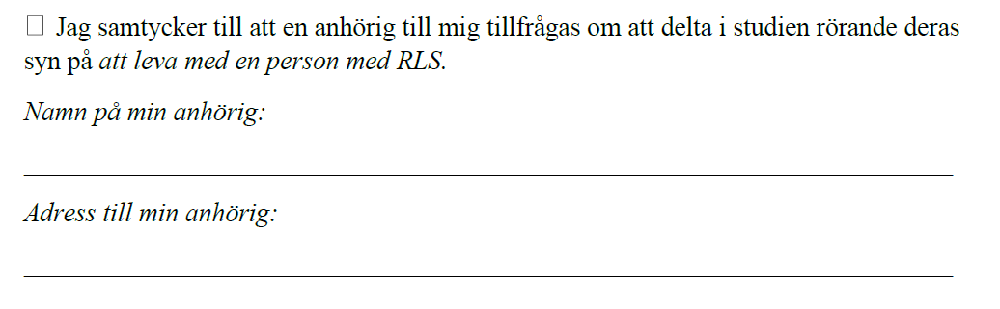 ☐ Jag samtycker till att en anhörig till mig tillfrågas om att delta i studien rörande deras
syn på att leva med en person med RLS.
Namn på min anhörig:
Adress till min anhörig: